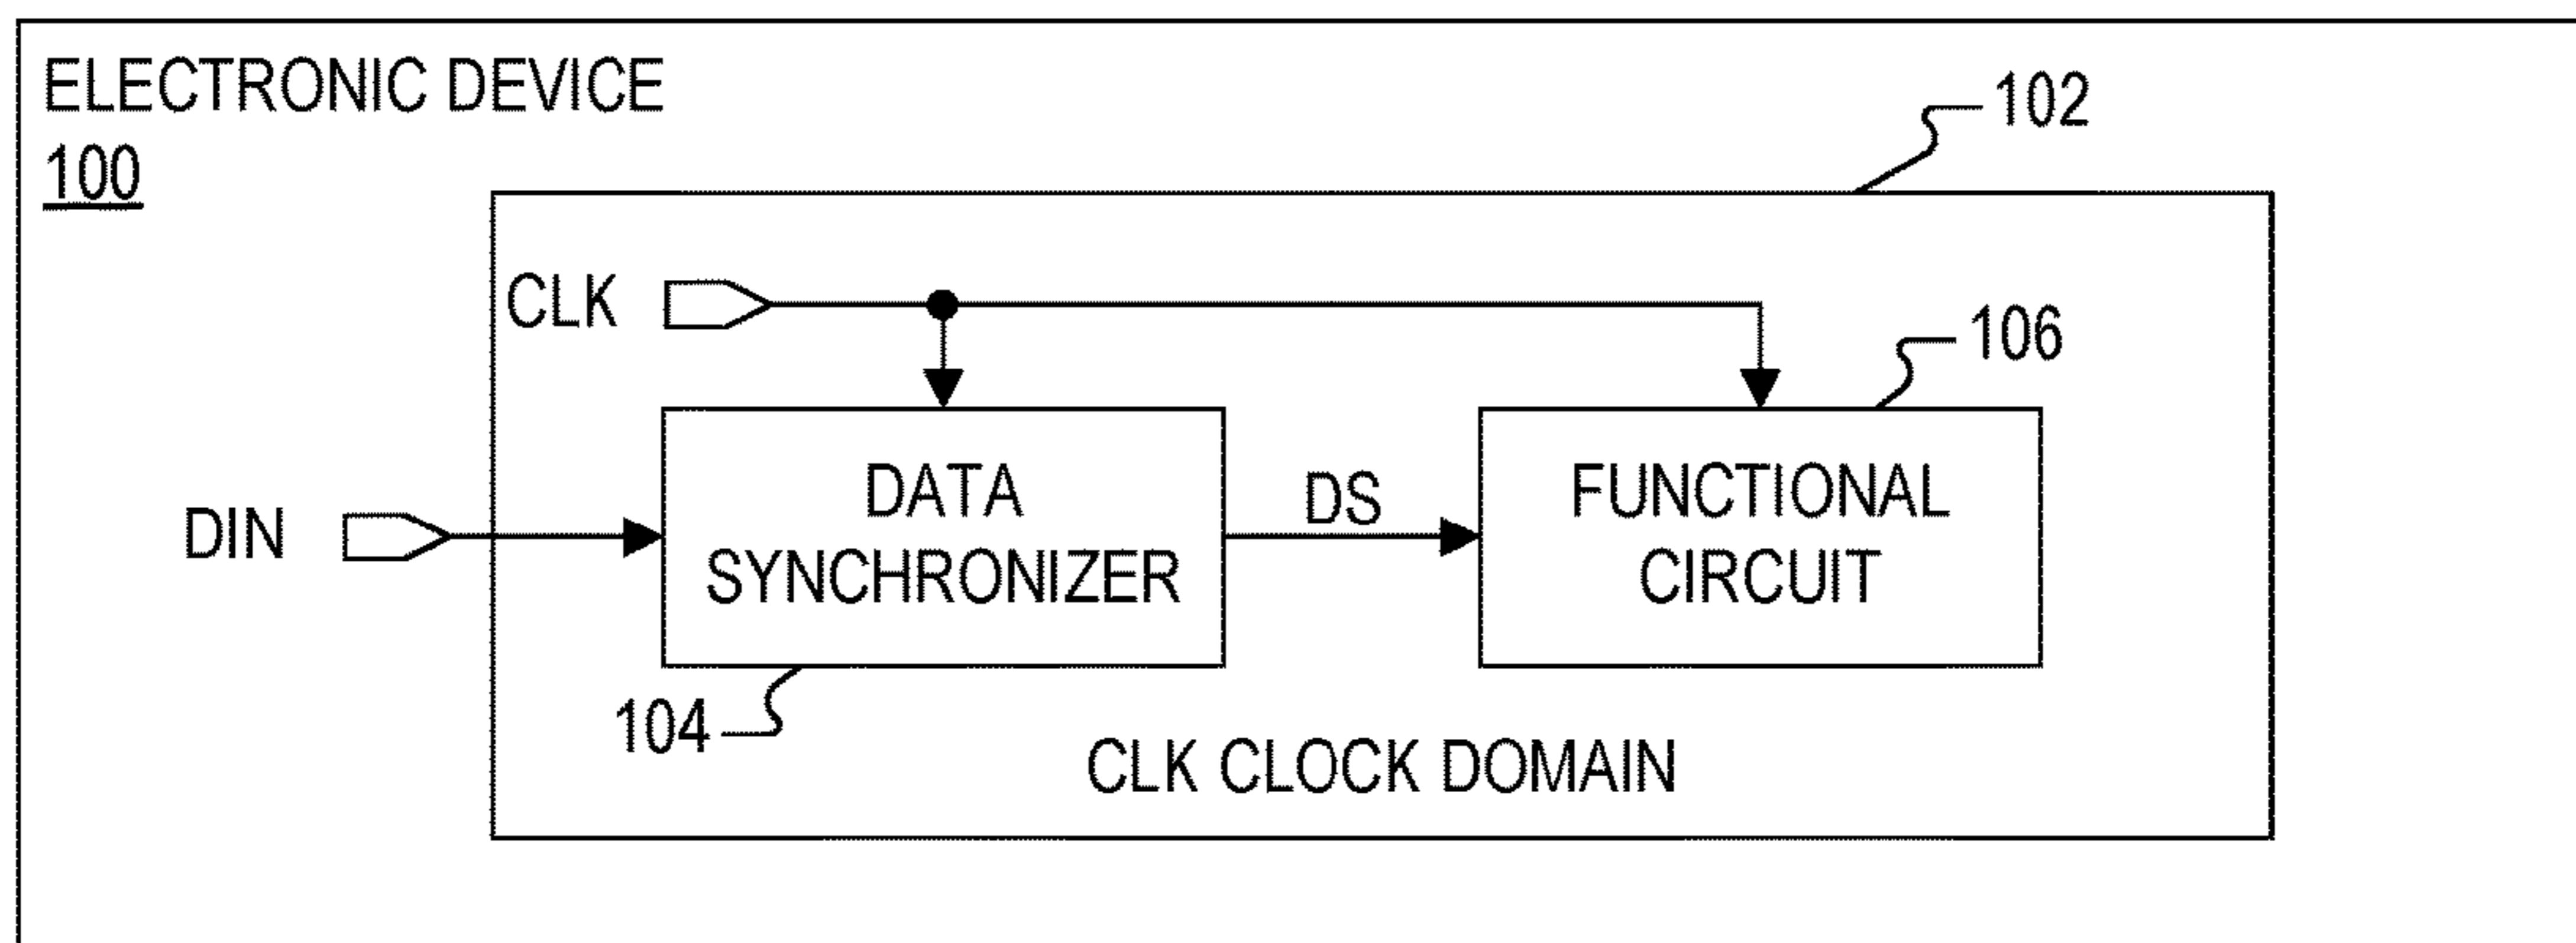 ELECTRONIC DEVICE
100
102
CLK
106
DIN
DATA
SYNCHRONIZER
DS
FUNCTIONAL
CIRCUIT
104
CLK CLOCK DOMAIN